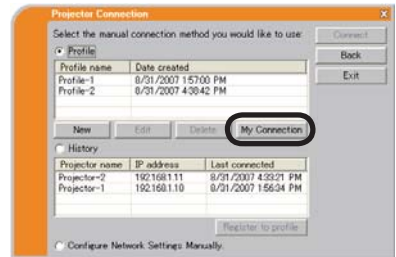 Projector Connection X
Select the manual connection method you would like to use:
Connect
Profile
Back
Profile name Date created
Exit
Profile-1 8/31/2007 1:57:00 PM
Profile-2 8/31/2007 4:38:42 PM
New Edit Delete My Connection
History
Projector name IP address Last connected
Projector-2 192.168.1.11 8/31/2007 4:33:21 PM
Projector-1 192.168.1.10 8/31/2007 1:56:34 PM
Register to profile
Configure Network Settings Manually.